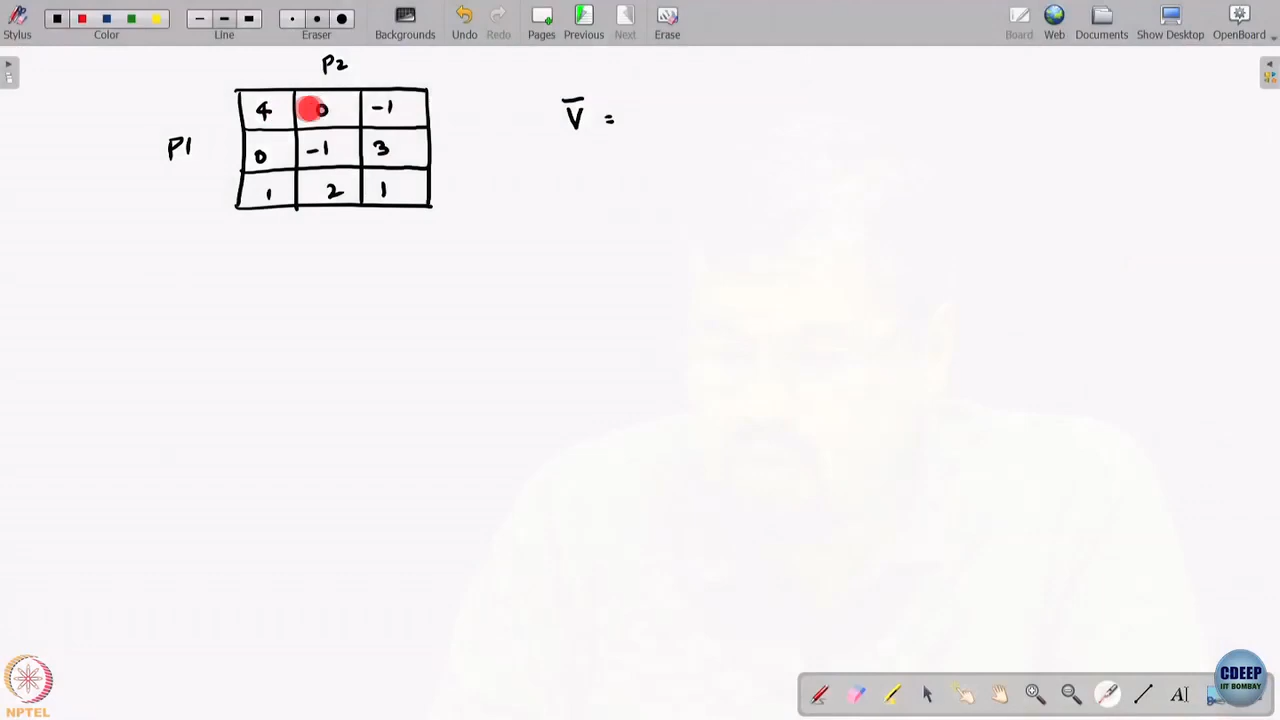 Stylus Color Line Eraser Backgrounds Undo Redo Pages Previous Next Erase Board Web Documents Show Desktop OpenBoard
P2
4 0 -1
V̅ =
P1 0 -1 3
1 2 1
NPTEL
CDEEP
IIT BOMBAY